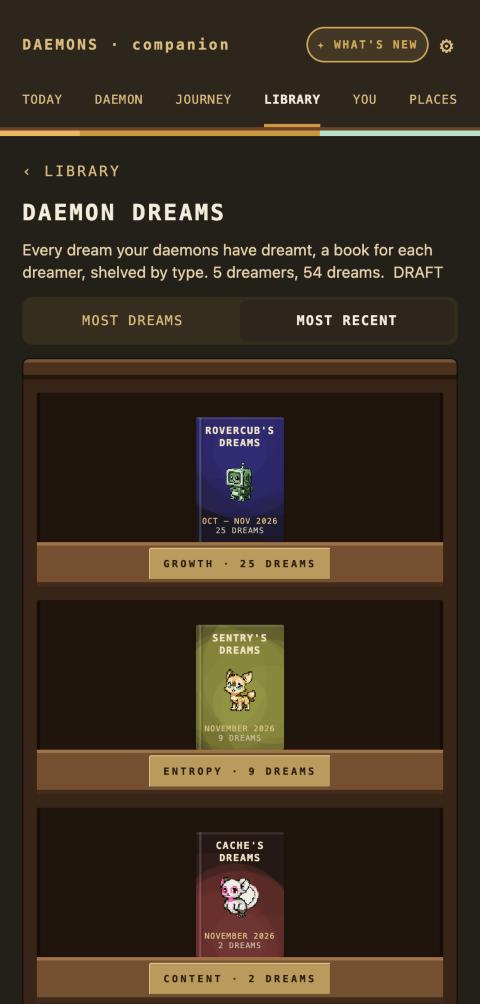 DAEMONS · companion
✦ WHAT'S NEW
TODAY DAEMON JOURNEY LIBRARY YOU PLACES
‹ LIBRARY
DAEMON DREAMS
Every dream your daemons have dreamt, a book for each
dreamer, shelved by type. 5 dreamers, 54 dreams. DRAFT
MOST DREAMS
MOST RECENT
ROVERCUB'S
DREAMS
OCT – NOV 2026
25 DREAMS
GROWTH · 25 DREAMS
SENTRY'S
DREAMS
NOVEMBER 2026
9 DREAMS
ENTROPY · 9 DREAMS
CACHE'S
DREAMS
NOVEMBER 2026
2 DREAMS
CONTENT · 2 DREAMS